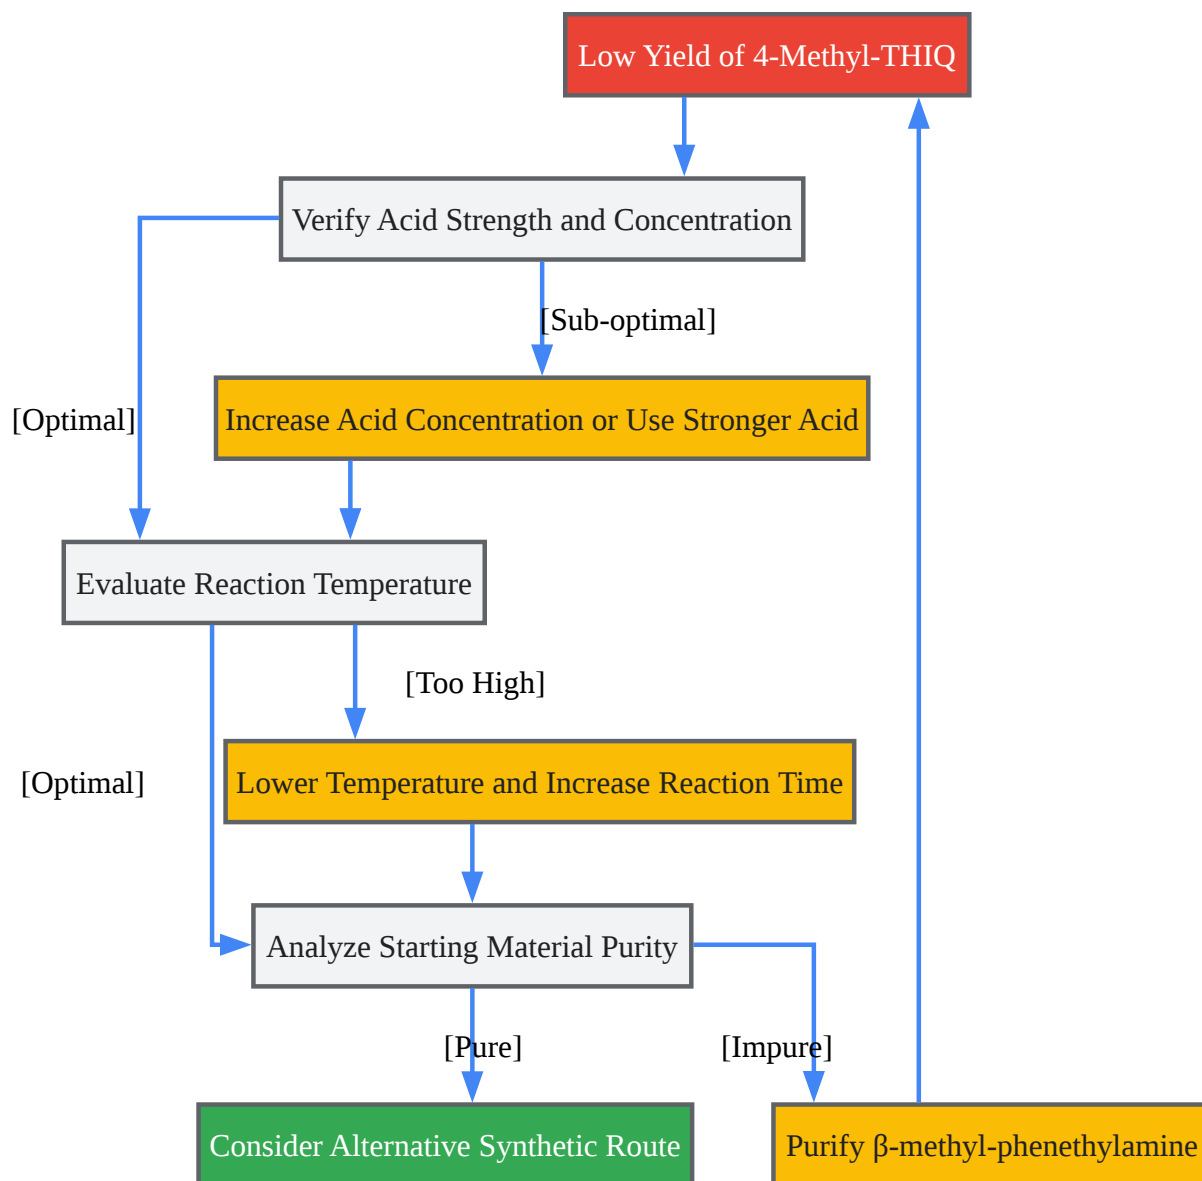 Low Yield of 4-Methyl-THIQ
Verify Acid Strength and Concentration
[Sub-optimal]
[Optimal]
Increase Acid Concentration or Use Stronger Acid
Evaluate Reaction Temperature
[Too High]
[Optimal]
Lower Temperature and Increase Reaction Time
Analyze Starting Material Purity
[Pure]
[Impure]
Consider Alternative Synthetic Route
Purify β-methyl-phenethylamine